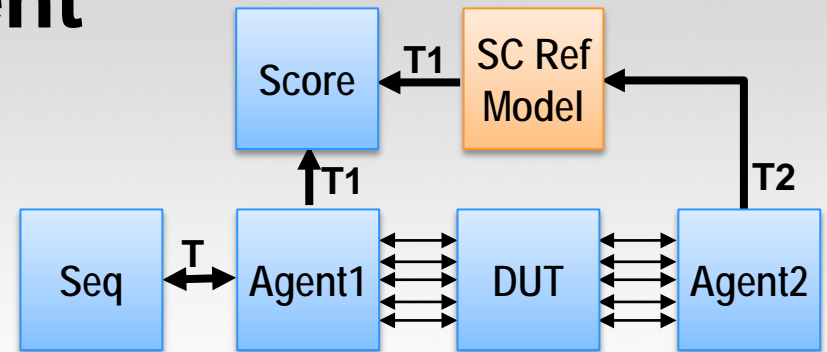 ent
Score
T1
SC Ref
Model
T1
T2
Seq
T
Agent1
DUT
Agent2